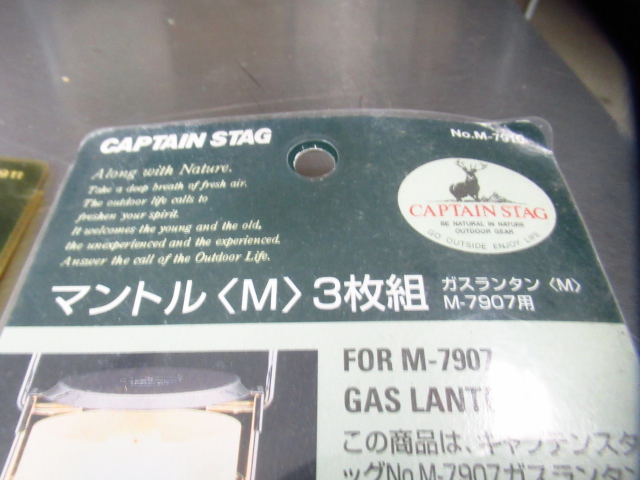 CAPTAIN STAG
No.M-7910
Along with Nature.
Take a deep breath of fresh air.
The outdoor life calls to
freshen your spirit.
It welcomes the young and the old,
the unexperienced and the experienced.
Answer the call of the Outdoor Life.
CAPTAIN STAG
BE NATURAL IN NATURE
OUTDOOR GEAR
GO OUTSIDE ENJOY LIFE
マントル〈M〉3枚組
ガスランタン〈M〉
M-7907用
FOR M-7907
GAS LANT
この商品は、キャプテンスタ
ッグNo.M-7907ガスランタン